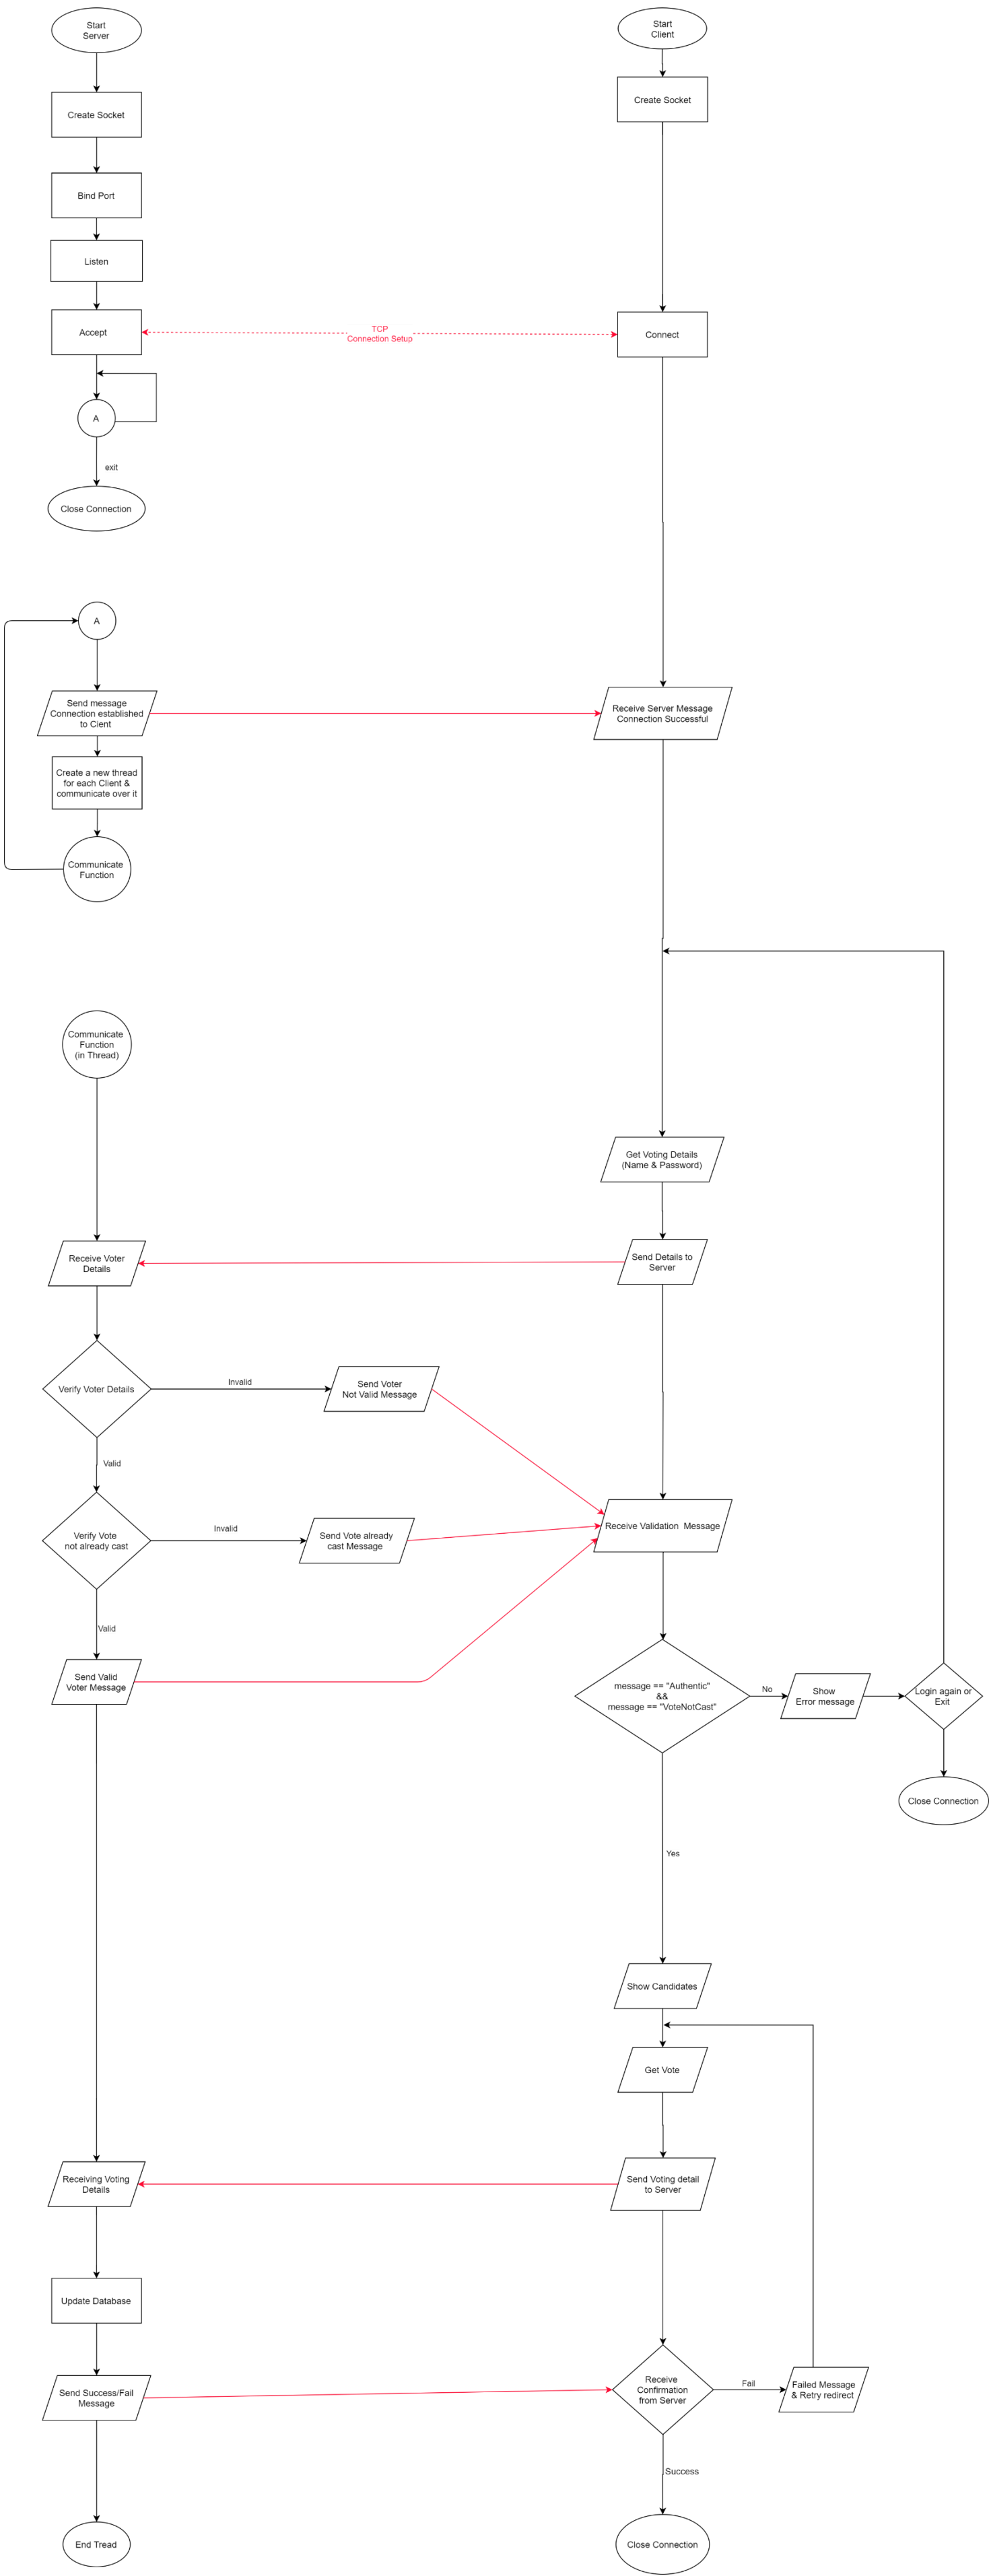 Start
Server
Start
Client
Create Socket
Create Socket
Bind Port
Listen
Accept
TCP
Connection Setup
Connect
A
exit
Close Connection
A
Send message
Connection established
to Cient
Receive Server Message
Connection Successful
Create a new thread
for each Client &
communicate over it
Communicate
Function
Communicate
Function
(in Thread)
Get Voting Details
(Name & Password)
Send Details to
Server
Receive Voter
Details
Verify Voter Details
Invalid
Send Voter
Not Valid Message
Valid
Verify Vote
not already cast
Invalid
Send Vote already
cast Message
Receive Validation  Message
Valid
Send Valid
Voter Message
message == "Authentic"
&&
message == "VoteNotCast"
No
Show
Error message
Login again or
Exit
Close Connection
Yes
Show Candidates
Get Vote
Send Voting detail
to Server
Receiving Voting
Details
Update Database
Send Success/Fail
Message
Receive
Confirmation
from Server
Fail
Failed Message
& Retry redirect
Success
End Tread
Close Connection